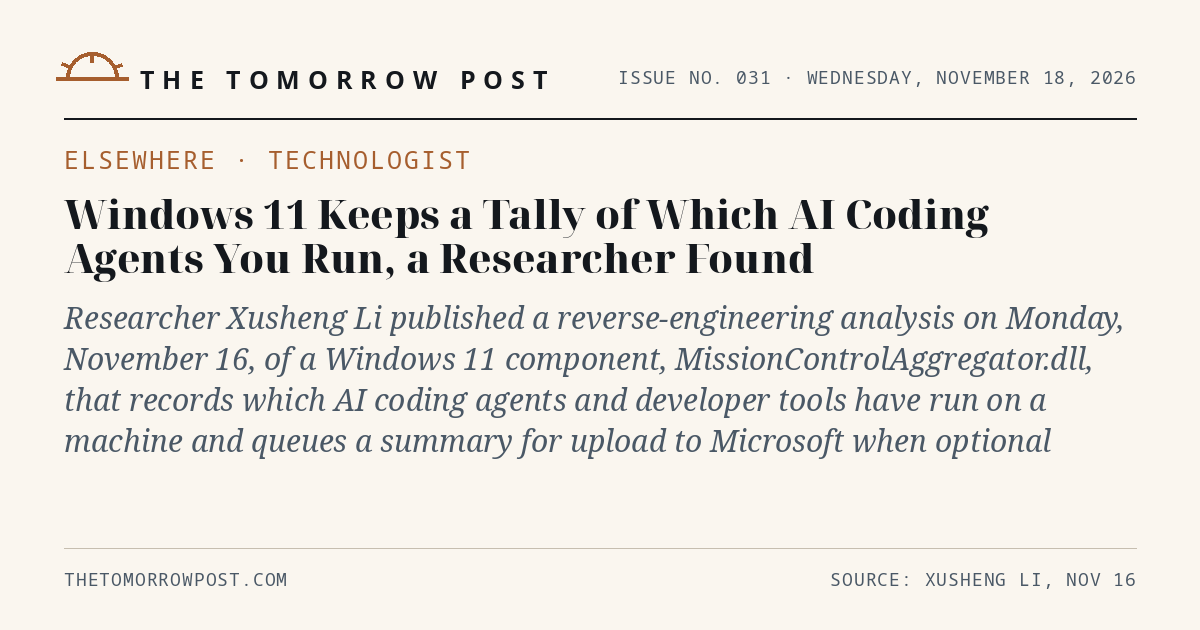 THE TOMORROW POST
ISSUE NO. 031 · WEDNESDAY, NOVEMBER 18, 2026
ELSEWHERE · TECHNOLOGIST
Windows 11 Keeps a Tally of Which AI Coding
Agents You Run, a Researcher Found
Researcher Xusheng Li published a reverse-engineering analysis on Monday,
November 16, of a Windows 11 component, MissionControlAggregator.dll,
that records which AI coding agents and developer tools have run on a
machine and queues a summary for upload to Microsoft when optional
THETOMORROWPOST.COM
SOURCE: XUSHENG LI, NOV 16